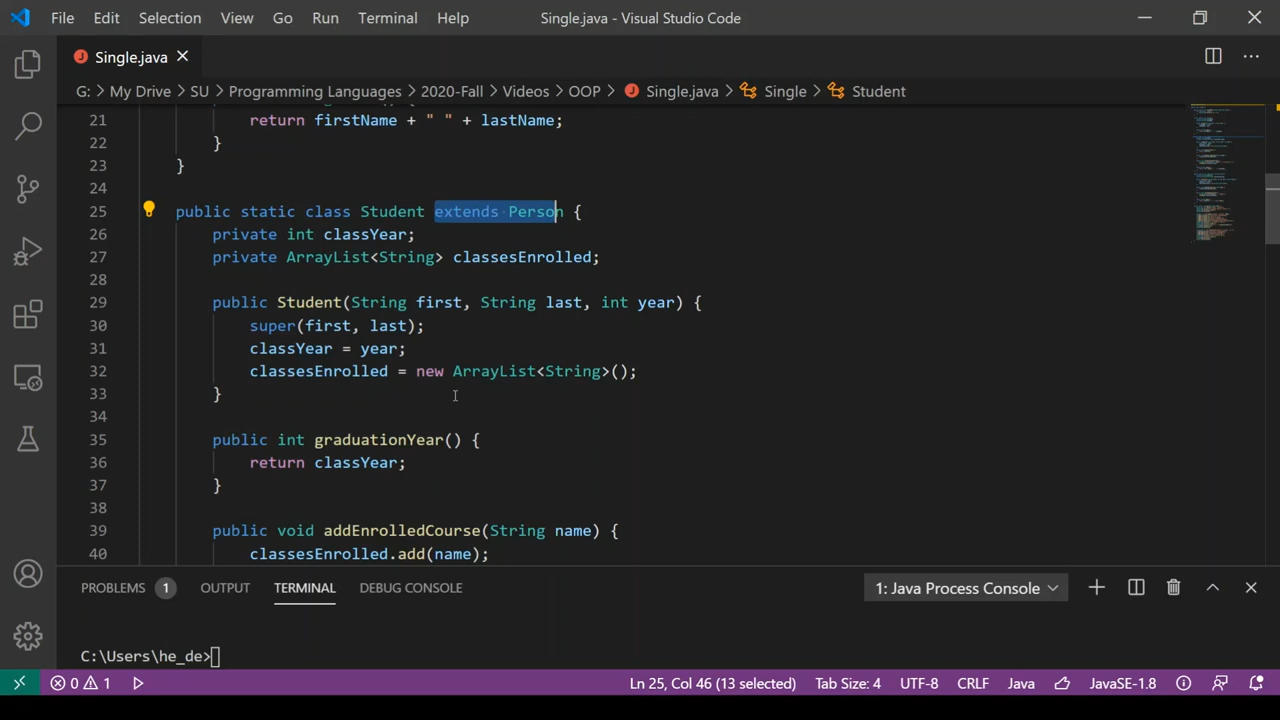 File Edit Selection View Go Run Terminal Help Single.java - Visual Studio Code
Single.java
G: > My Drive > SU > Programming Languages > 2020-Fall > Videos > OOP > Single.java > Single > Student
21 return firstName + " " + lastName;
22 }
23 }
24
25 public static class Student extends Person {
26 private int classYear;
27 private ArrayList<String> classesEnrolled;
28
29 public Student(String first, String last, int year) {
30 super(first, last);
31 classYear = year;
32 classesEnrolled = new ArrayList<String>();
33 }
34
35 public int graduationYear() {
36 return classYear;
37 }
38
39 public void addEnrolledCourse(String name) {
40 classesEnrolled.add(name);
PROBLEMS 1 OUTPUT TERMINAL DEBUG CONSOLE 1: Java Process Console
C:\Users\he_de>
0 1 Ln 25, Col 46 (13 selected) Tab Size: 4 UTF-8 CRLF Java JavaSE-1.8